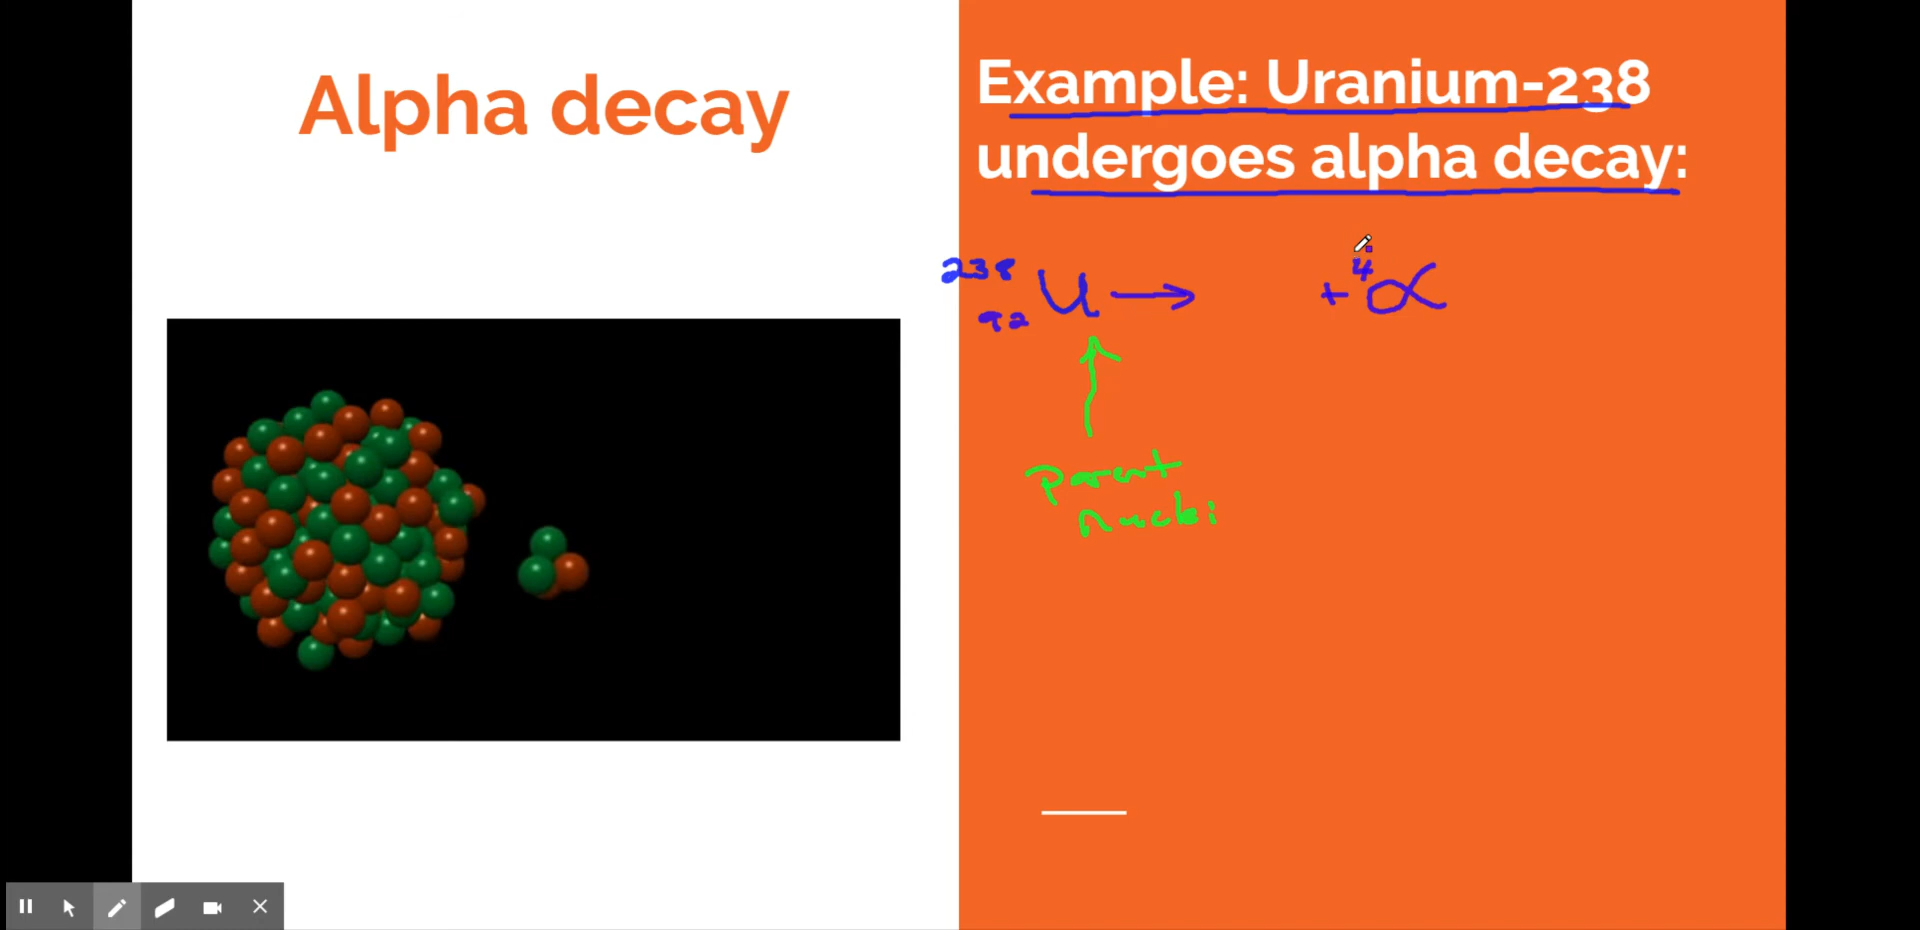 Alpha decay
Example: Uranium-238
undergoes alpha decay:
238
92 U → + 4 α
Parent
nuclei